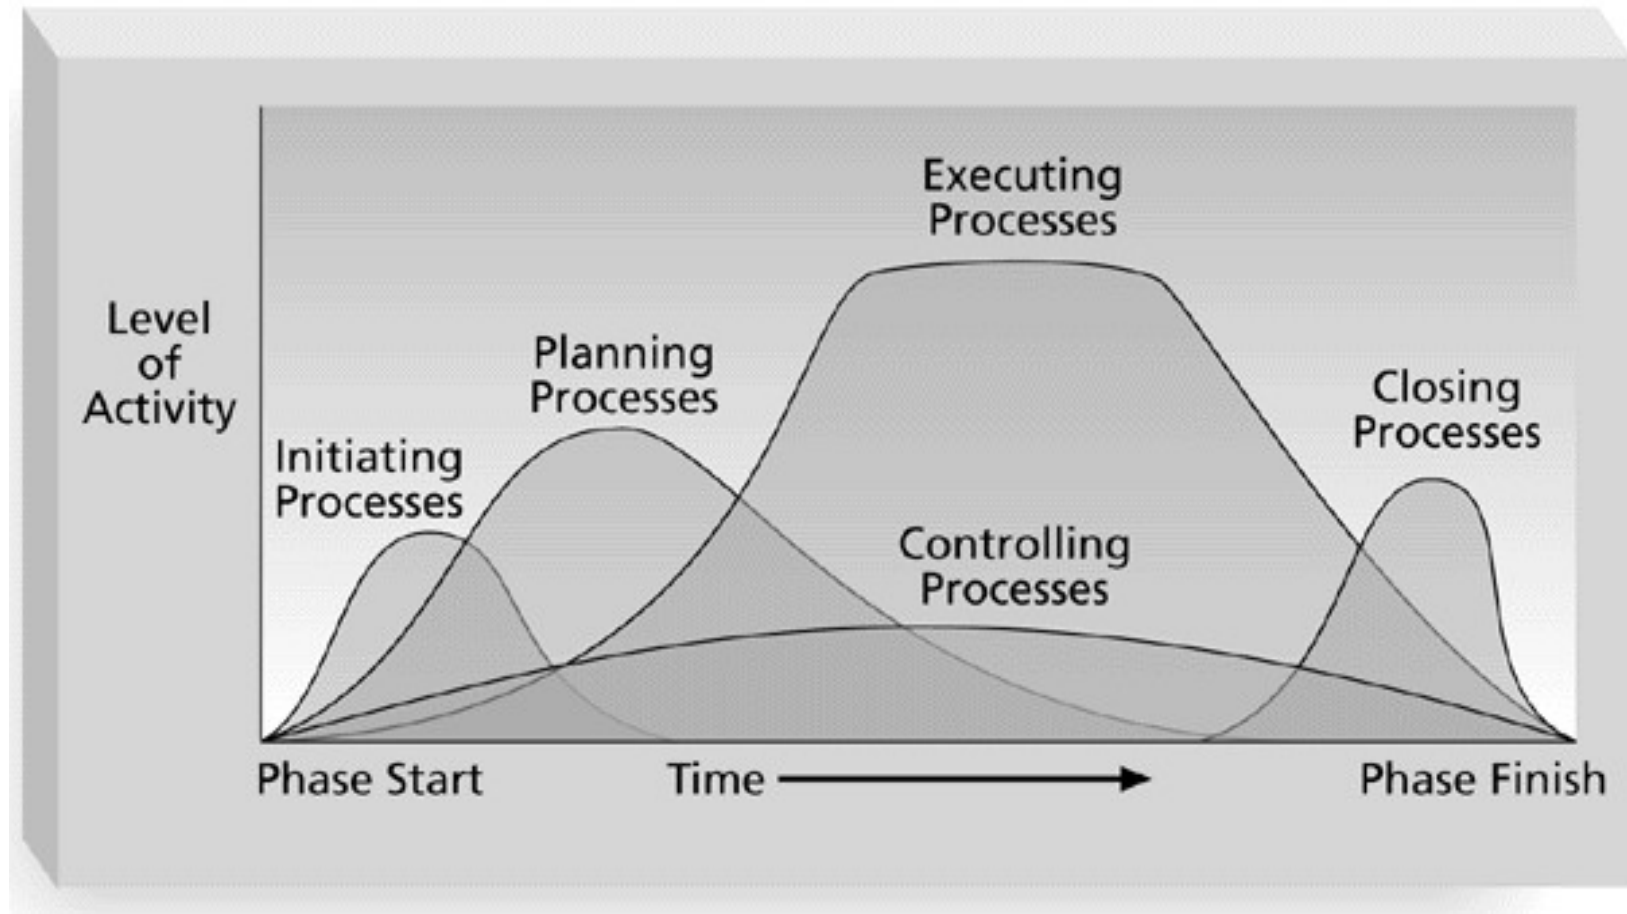 Executing
Processes
Level
of
Activity
Planning
Processes
Closing
Processes
Initiating
Processes
Controlling
Processes
Phase Start
Time
Phase Finish